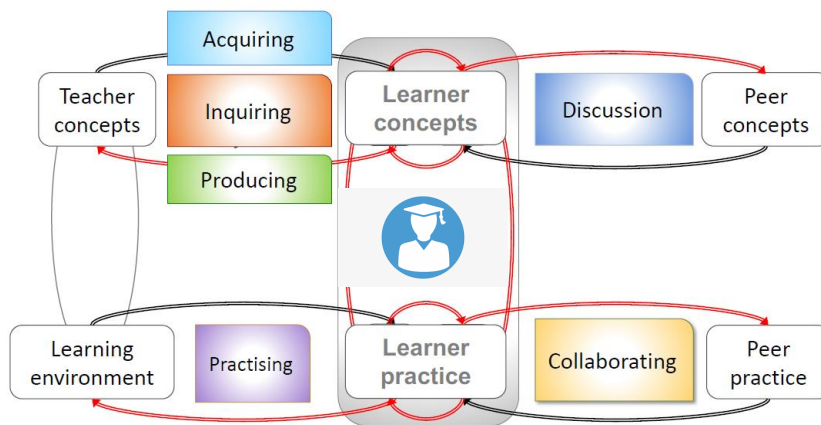 Acquiring
Teacher
concepts
Inquiring
Learner
concepts
Discussion
Peer
concepts
Producing
Learning
environment
Practising
Learner
practice
Collaborating
Peer
practice